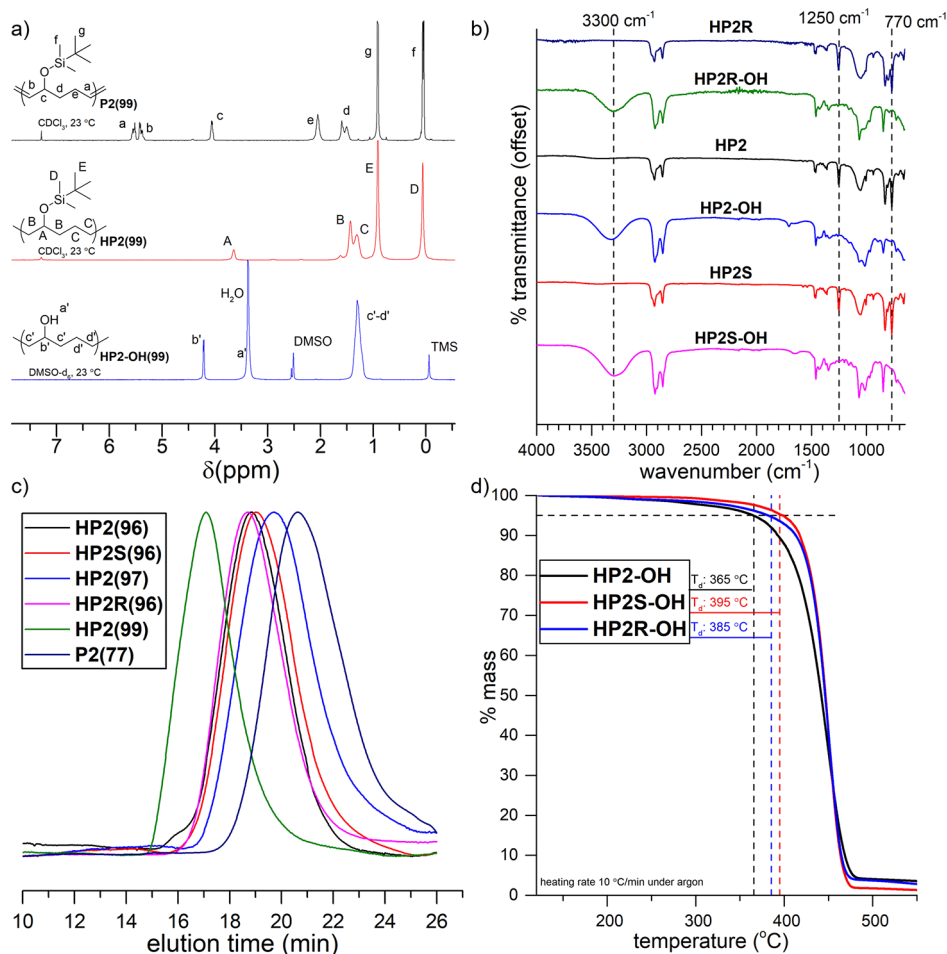 a)
f
g
Si
O
b
d
a
c
e
P2(99)
CDCl3, 23 °C
a
b
c
e
d
g
f
D
E
Si
O
B
B
C
A
C
C
HP2(99)
CDCl3, 23 °C
A
B
C
E
D
OH
a'
c'
c'
d'
b'
d'
HP2-OH(99)
DMSO-d6, 23 °C
b'
H2O
a'
DMSO
c'-d'
TMS
7
6
5
4
3
2
1
0
δ(ppm)
b)
3300 cm-1
1250 cm-1
770 cm-1
HP2R
HP2R-OH
HP2
HP2-OH
HP2S
HP2S-OH
% transmittance (offset)
4000
3500
3000
2500
2000
1500
1000
wavenumber (cm-1)
c)
HP2(96)
HP2S(96)
HP2(97)
HP2R(96)
HP2(99)
P2(77)
10
12
14
16
18
20
22
24
26
elution time (min)
d)
100
90
80
70
60
50
40
30
20
10
0
% mass
HP2-OH
HP2S-OH
HP2R-OH
Td: 365 °C
Td: 395 °C
Td: 385 °C
heating rate 10 °C/min under argon
200
300
400
500
temperature (°C)